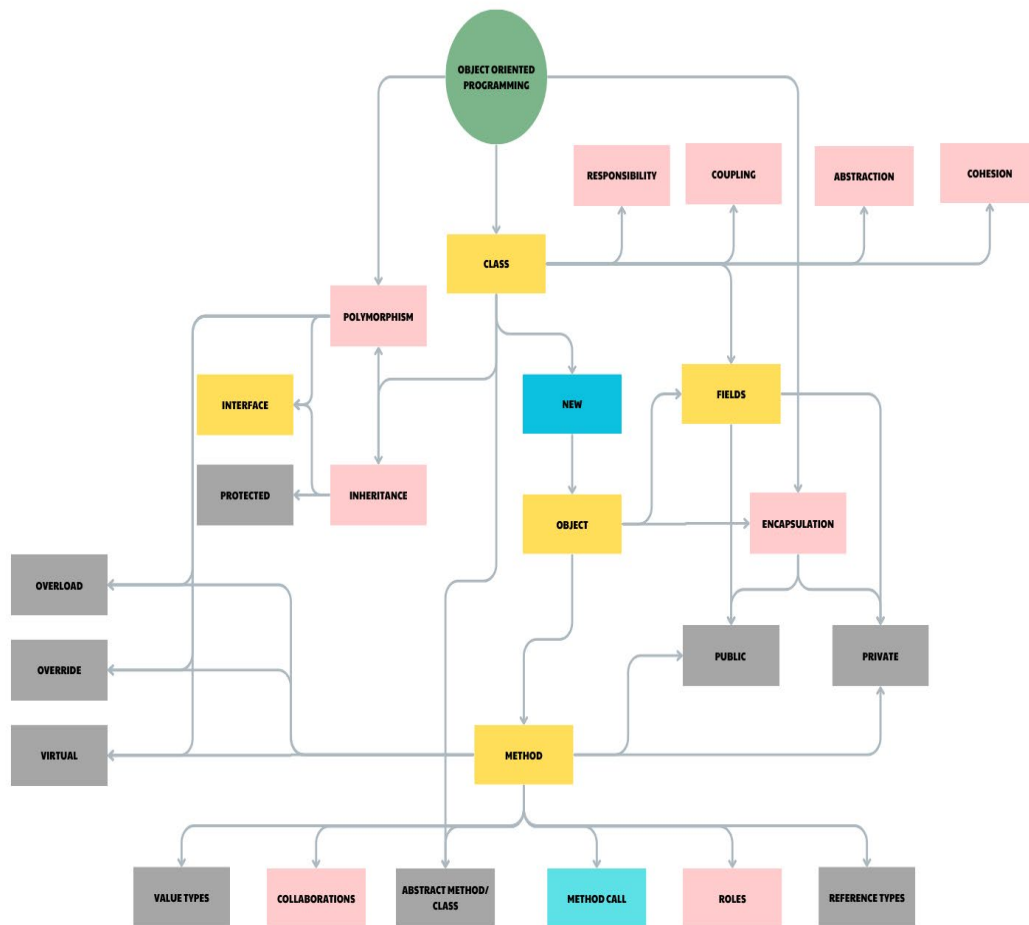 OBJECT ORIENTED
PROGRAMMING
RESPONSIBILITY
COUPLING
ABSTRACTION
COHESION
CLASS
POLYMORPHISM
INTERFACE
NEW
FIELDS
PROTECTED
INHERITANCE
OBJECT
ENCAPSULATION
OVERLOAD
OVERRIDE
PUBLIC
PRIVATE
VIRTUAL
METHOD
VALUE TYPES
COLLABORATIONS
ABSTRACT METHOD/
CLASS
METHOD CALL
ROLES
REFERENCE TYPES